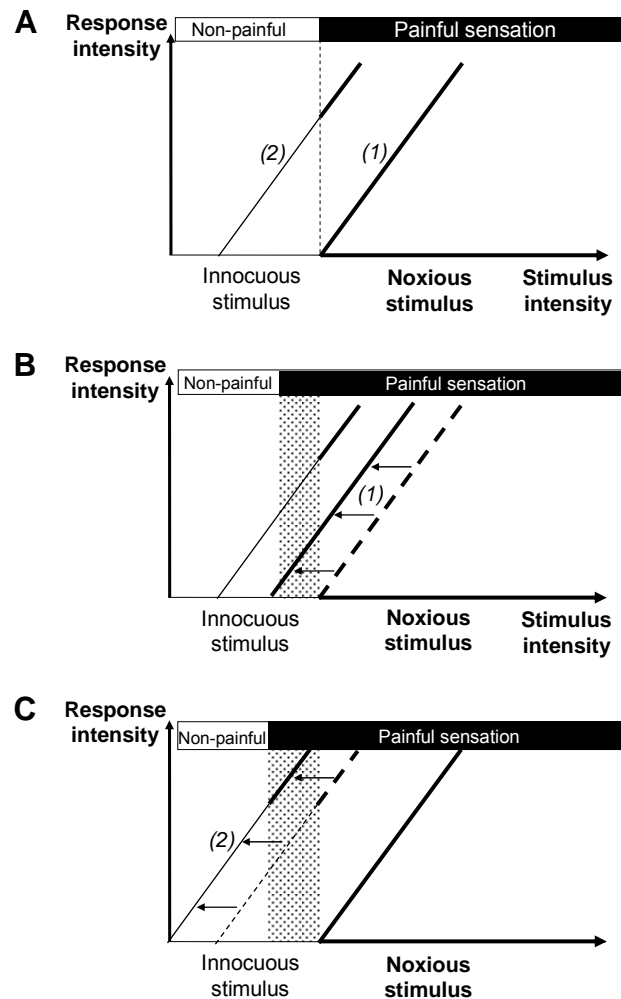 A
Response
intensity
Non-painful
Painful sensation
(2)
(1)
Innocuous
stimulus
Noxious
stimulus
Stimulus
intensity
B
Response
intensity
Non-painful
Painful sensation
(1)
Innocuous
stimulus
Noxious
stimulus
Stimulus
intensity
C
Response
intensity
Non-painful
Painful sensation
(2)
Innocuous
stimulus
Noxious
stimulus